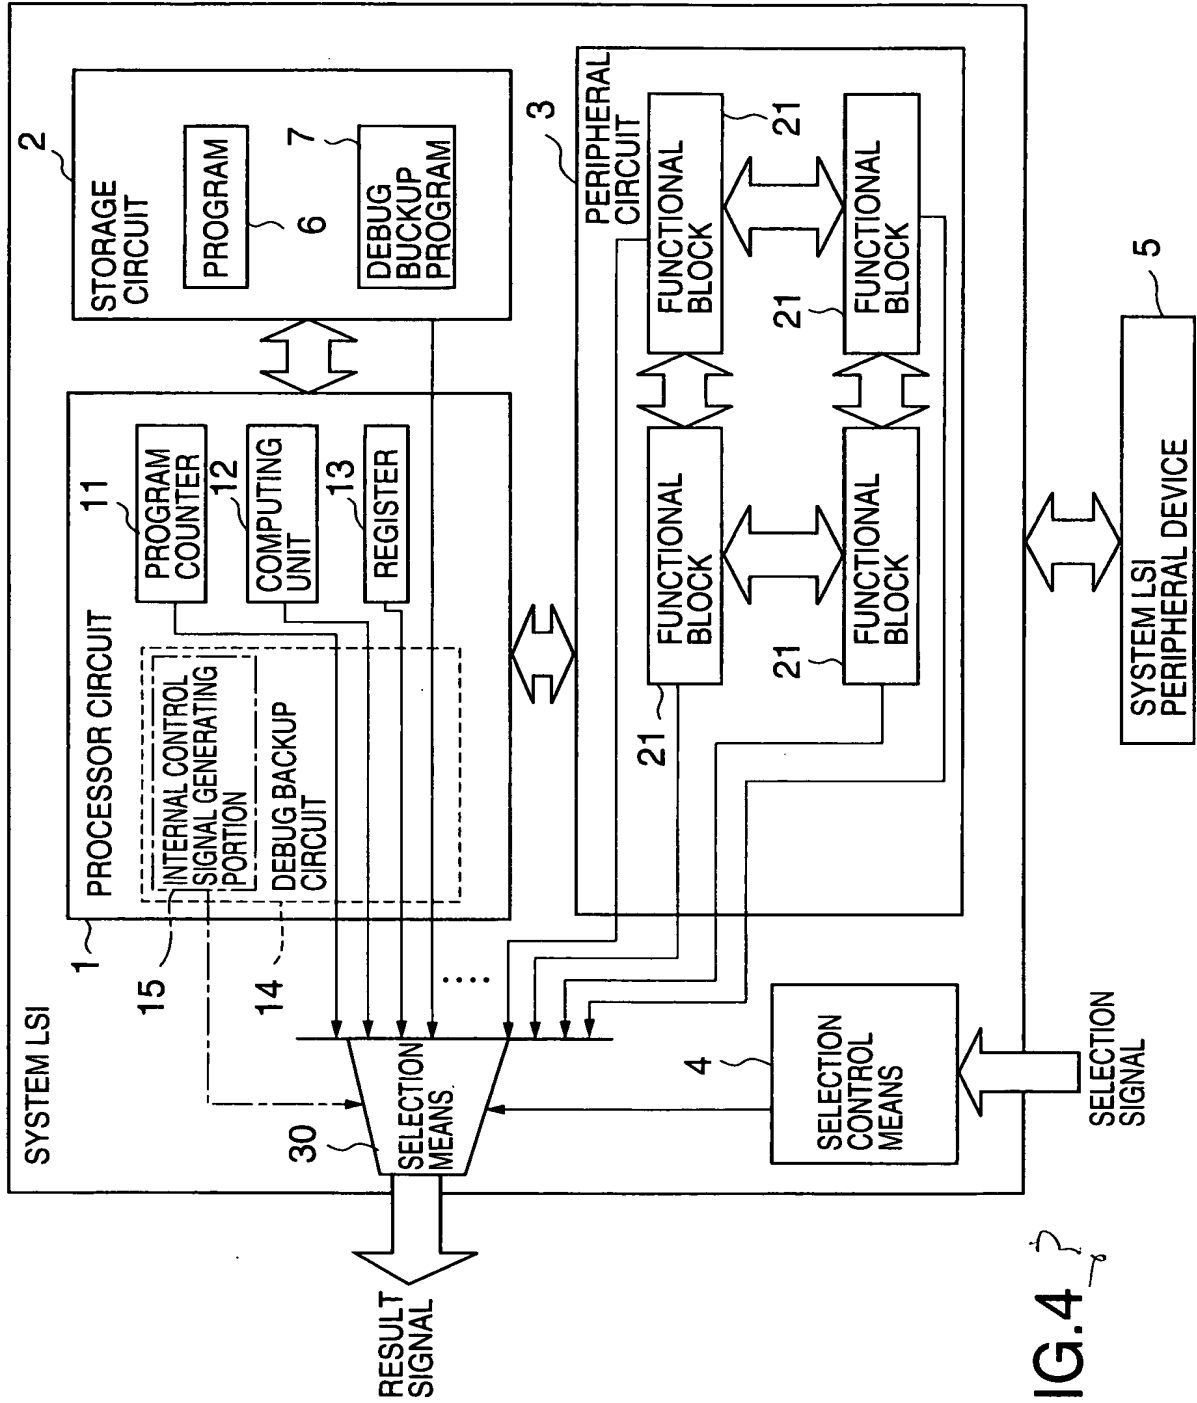 SYSTEM LSI
1
PROCESSOR CIRCUIT
15
INTERNAL CONTROL
SIGNAL GENERATING
PORTION
14
DEBUG BACKUP
CIRCUIT
11
PROGRAM
COUNTER
12
COMPUTING
UNIT
13
REGISTER
2
STORAGE
CIRCUIT
PROGRAM
6
7
DEBUG
BUCKUP
PROGRAM
30
SELECTION
MEANS
RESULT
SIGNAL
3
PERIPHERAL
CIRCUIT
FUNCTIONAL
BLOCK
21
FUNCTIONAL
BLOCK
21
FUNCTIONAL
BLOCK
21
FUNCTIONAL
BLOCK
21
4
SELECTION
CONTROL
MEANS
SELECTION
SIGNAL
5
SYSTEM LSI
PERIPHERAL DEVICE
IG.4